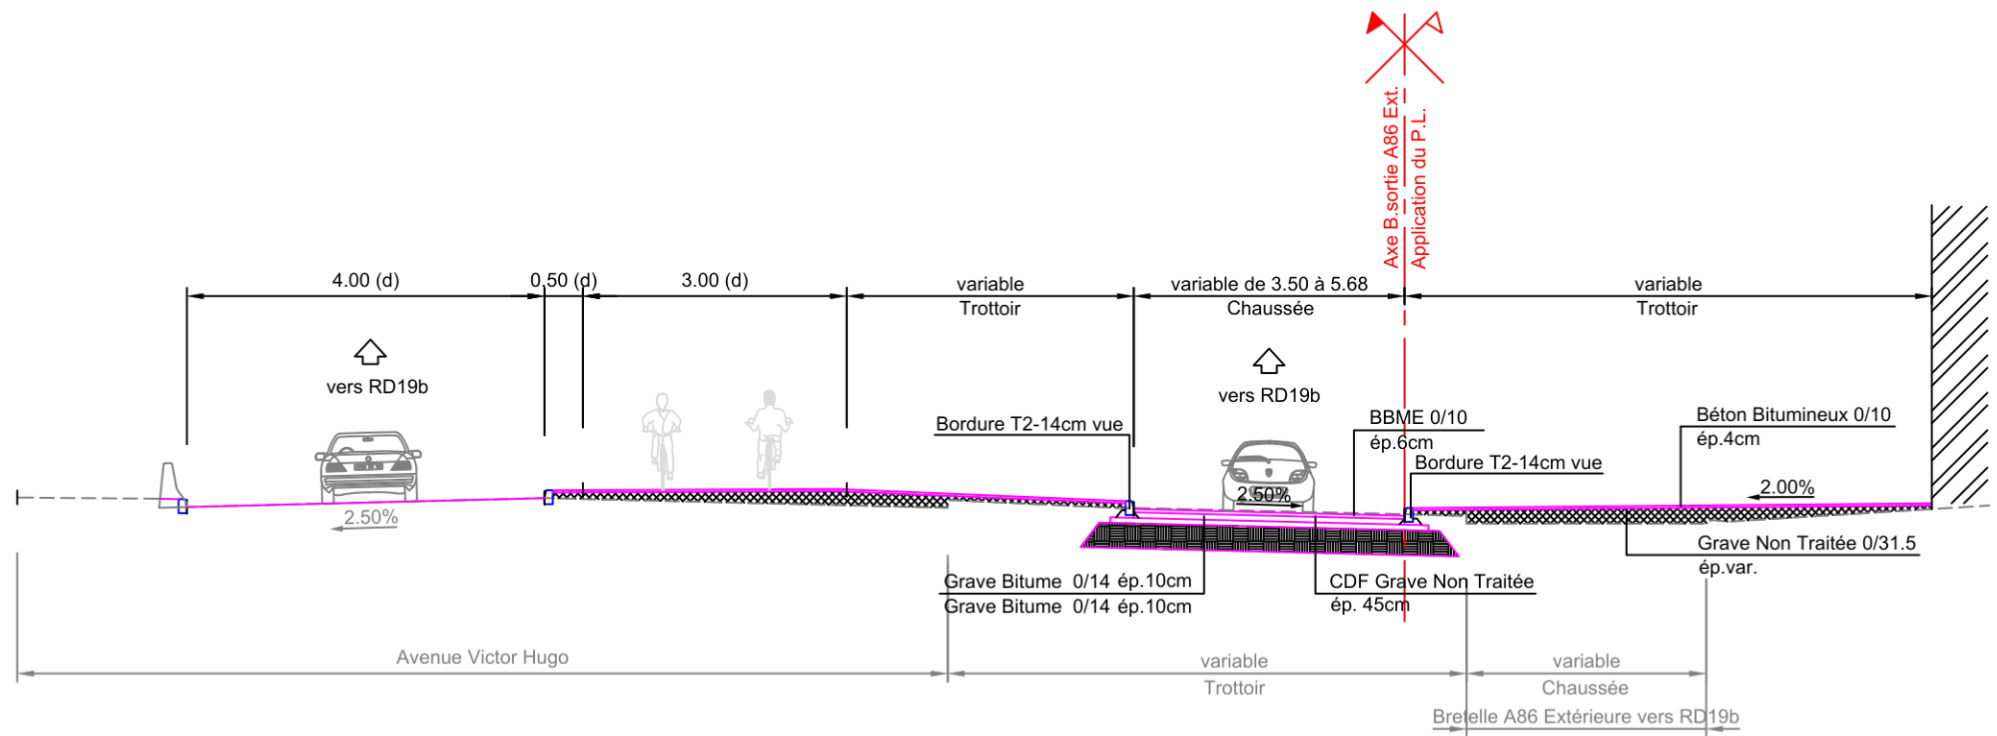 Axe B.sortie A86 Ext.
Application du P.L.
4.00 (d)
0.50 (d)
3.00 (d)
variable
Trottoir
variable de 3.50 à 5.68
Chaussée
variable
Trottoir
vers RD19b
vers RD19b
Bordure T2-14cm vue
BBME 0/10
ép.6cm
Bordure T2-14cm vue
Béton Bitumineux 0/10
ép.4cm
2.50%
2.50%
2.00%
Grave Non Traitée 0/31.5
ép.var.
Grave Bitume 0/14 ép.10cm
Grave Bitume 0/14 ép.10cm
CDF Grave Non Traitée
ép. 45cm
Avenue Victor Hugo
variable
Trottoir
variable
Chaussée
Bretelle A86 Extérieure vers RD19b